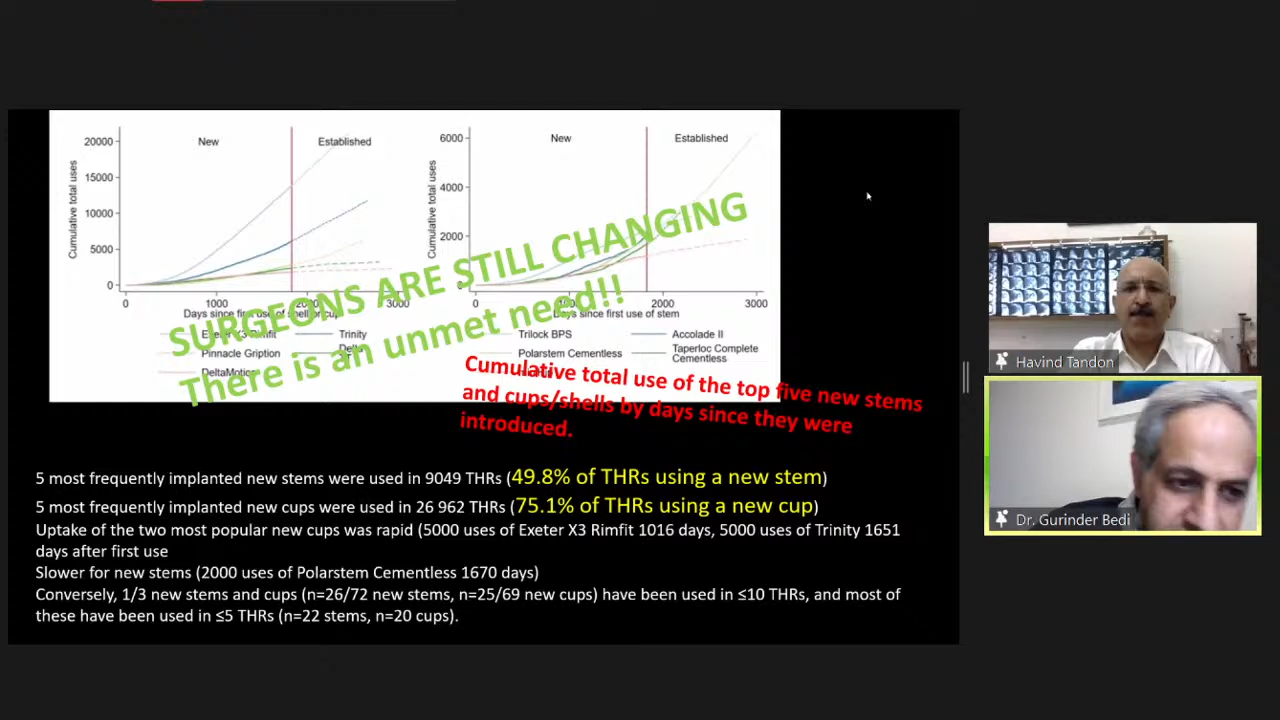 New
Established
20000
15000
10000
5000
0
Cumulative total uses
0
1000
2000
3000
Days since first use of shell or cup
Exeter X3 Rimfit
Trinity
Pinnacle Gription
Delta
DeltaMotion
New
Established
6000
4000
2000
0
Cumulative total uses
1000
2000
3000
Days since first use of stem
Trilock BPS
Accolade II
Polarstem Cementless
Taperloc Complete
Cementless
SURGEONS ARE STILL CHANGING
There is an unmet need!!
Cumulative total use of the top five new stems
and cups/shells by days since they were
introduced.
5 most frequently implanted new stems were used in 9049 THRs (49.8% of THRs using a new stem)
5 most frequently implanted new cups were used in 26 962 THRs (75.1% of THRs using a new cup)
Uptake of the two most popular new cups was rapid (5000 uses of Exeter X3 Rimfit 1016 days, 5000 uses of Trinity 1651
days after first use
Slower for new stems (2000 uses of Polarstem Cementless 1670 days)
Conversely, 1/3 new stems and cups (n=26/72 new stems, n=25/69 new cups) have been used in ≤10 THRs, and most of
these have been used in ≤5 THRs (n=22 stems, n=20 cups).
Havind Tandon
Dr. Gurinder Bedi